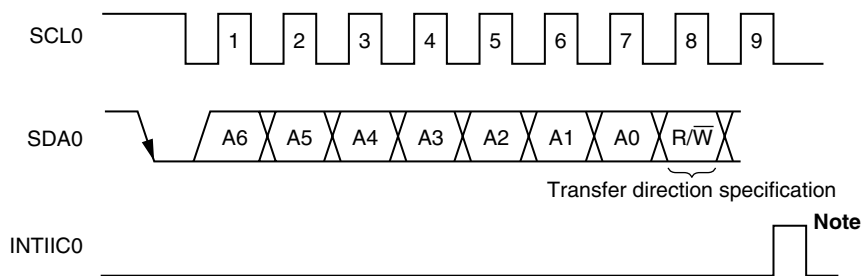 SCL0
1 2 3 4 5 6 7 8 9
SDA0
A6 A5 A4 A3 A2 A1 A0 R/W̅
Transfer direction specification
Note
INTIIC0